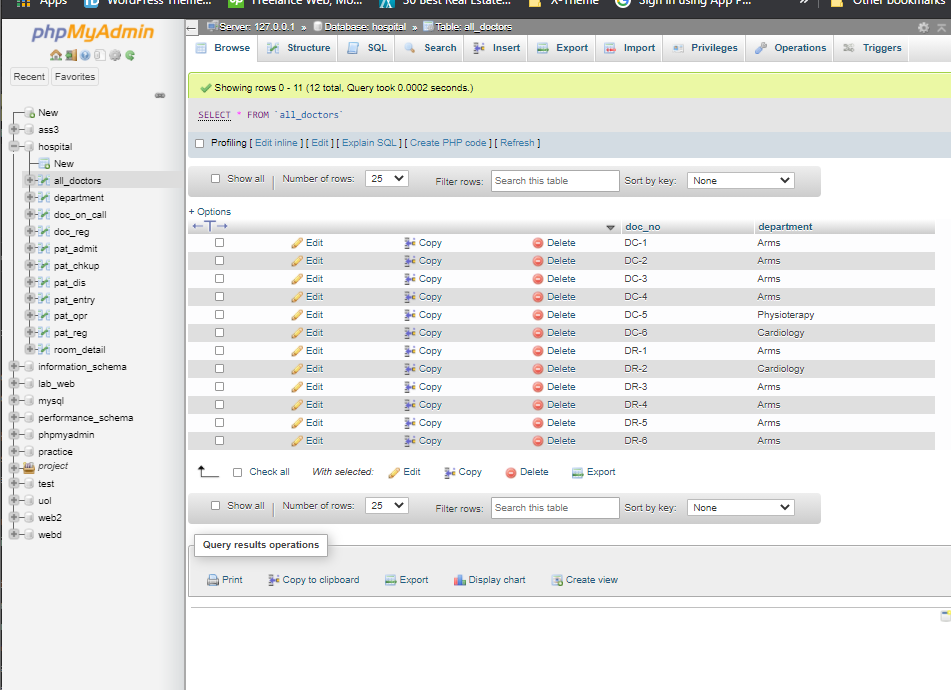 Apps
WordPress Theme...
Freelance Web, Mo...
50 Best Real Estate...
X-Theme
Sign in using App P...
»
Other bookmarks
phpMyAdmin
Recent Favorites
New
ass3
hospital
New
all_doctors
department
doc_on_call
doc_reg
pat_admit
pat_chkup
pat_dis
pat_entry
pat_opr
pat_reg
room_detail
information_schema
lab_web
mysql
performance_schema
phpmyadmin
practice
project
test
uol
web2
webd
Server: 127.0.0.1 » Database: hospital » Table: all_doctors
Browse Structure SQL Search Insert Export Import Privileges Operations Triggers
Showing rows 0 - 11 (12 total, Query took 0.0002 seconds.)
SELECT * FROM `all_doctors`
Profiling [ Edit inline ] [ Edit ] [ Explain SQL ] [ Create PHP code ] [ Refresh ]
Show all Number of rows: 25 Filter rows: Search this table Sort by key: None
+ Options
←T→ doc_no department
Edit Copy Delete DC-1 Arms
Edit Copy Delete DC-2 Arms
Edit Copy Delete DC-3 Arms
Edit Copy Delete DC-4 Arms
Edit Copy Delete DC-5 Physioterapy
Edit Copy Delete DC-6 Cardiology
Edit Copy Delete DR-1 Arms
Edit Copy Delete DR-2 Cardiology
Edit Copy Delete DR-3 Arms
Edit Copy Delete DR-4 Arms
Edit Copy Delete DR-5 Arms
Edit Copy Delete DR-6 Arms
Check all With selected: Edit Copy Delete Export
Show all Number of rows: 25 Filter rows: Search this table Sort by key: None
Query results operations
Print Copy to clipboard Export Display chart Create view